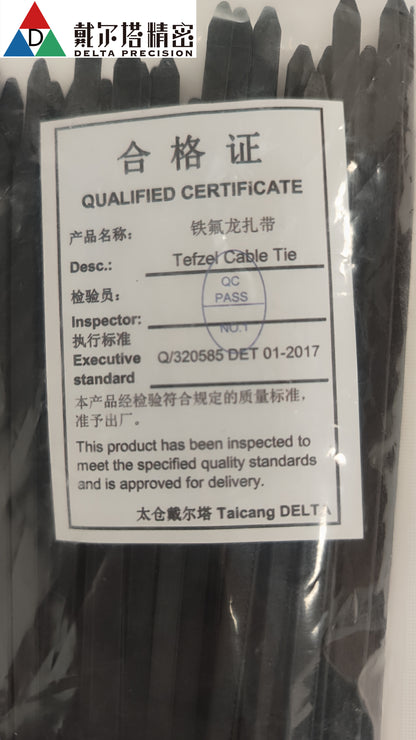 D
戴尔塔精密
DELTA PRECISION
合格证
QUALIFIED CERTIFiCATE
产品名称: 铁氟龙扎带
Desc.: Tefzel Cable Tie
检验员:
QC
PASS
Inspector:
NO.1
执行标准
Executive Q/320585 DET 01-2017
standard
本产品经检验符合规定的质量标准,
准予出厂。
This product has been inspected to
meet the specified quality standards
and is approved for delivery.
太仓戴尔塔 Taicang DELTA